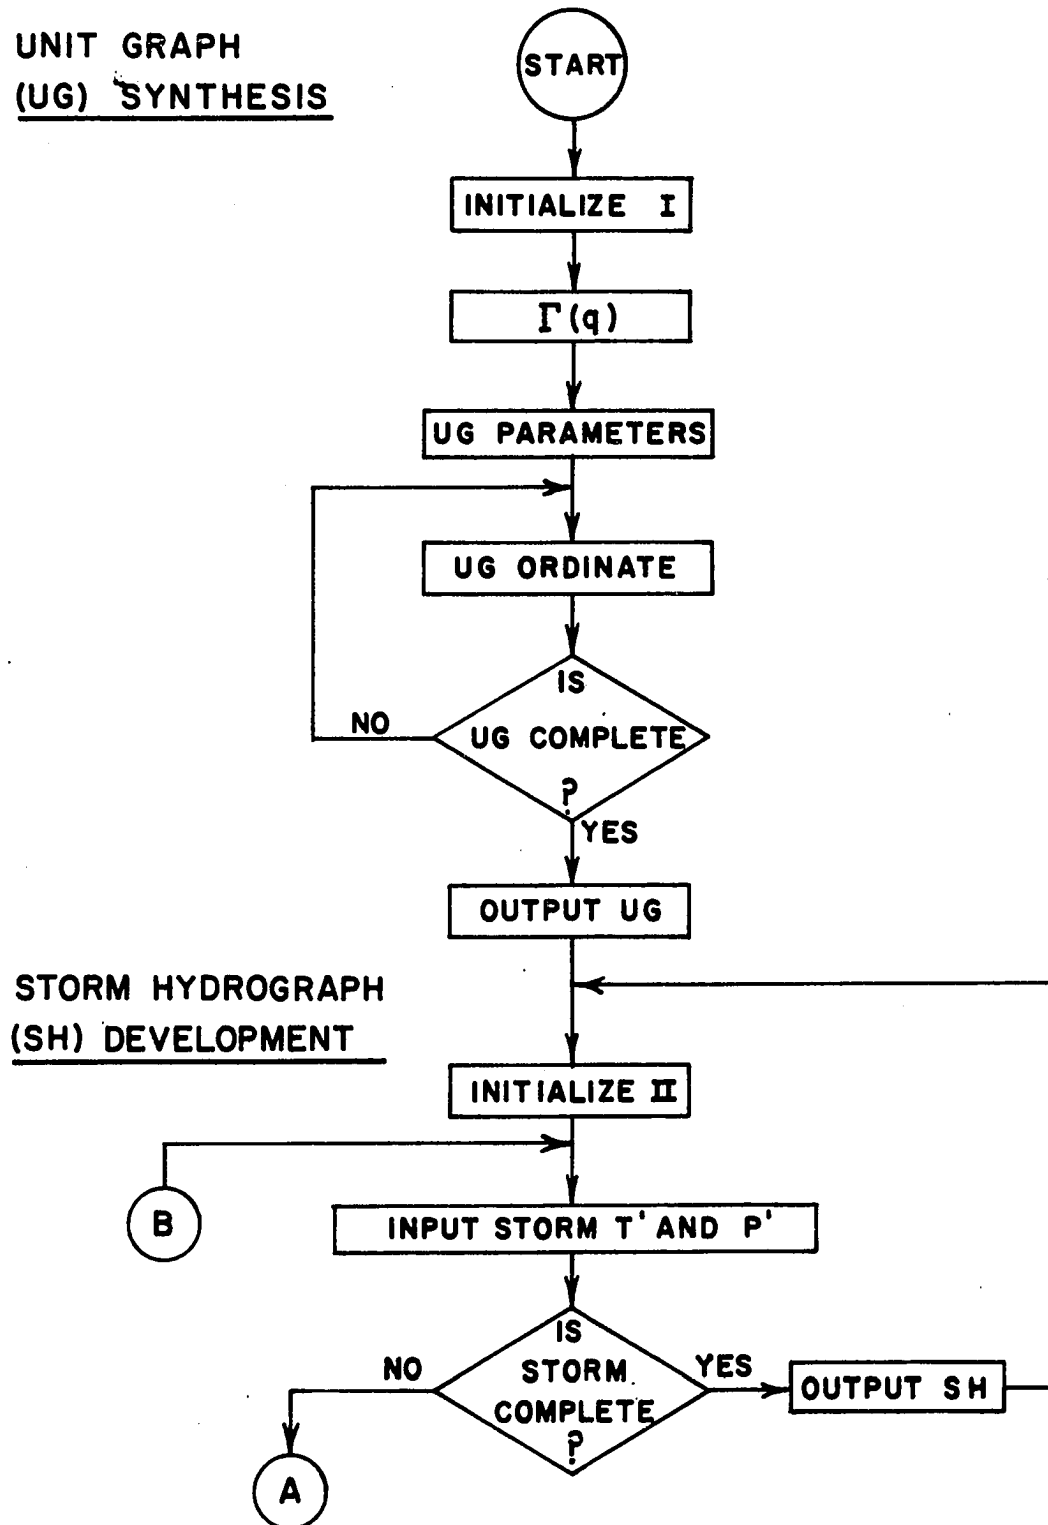 UNIT GRAPH
(UG) SYNTHESIS
START
INITIALIZE I
Γ(q)
UG PARAMETERS
UG ORDINATE
IS
UG COMPLETE
?
NO
YES
OUTPUT UG
STORM HYDROGRAPH
(SH) DEVELOPMENT
INITIALIZE II
B
INPUT STORM T' AND P'
IS
STORM
COMPLETE
?
NO
YES
OUTPUT SH
A